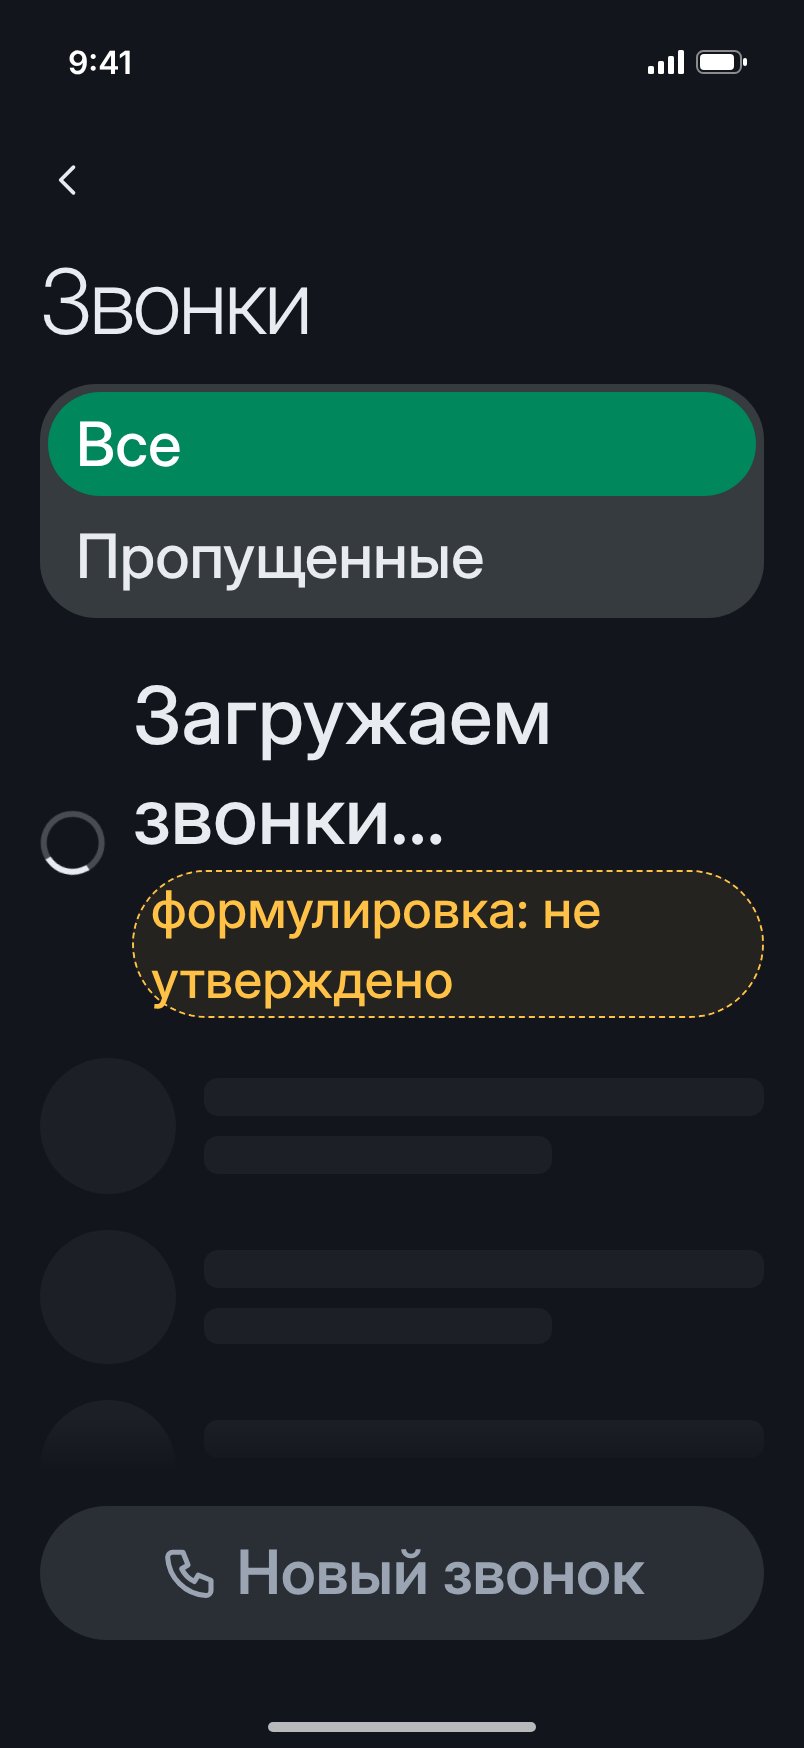 9:41
Звонки
Все
Пропущенные
Загружаем
звонки...
формулировка: не
утверждено
Новый звонок